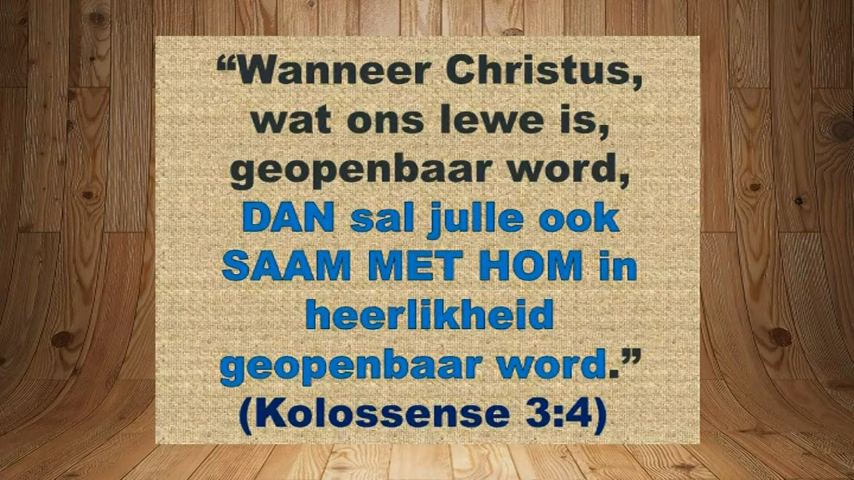 “Wanneer Christus,
wat ons lewe is,
geopenbaar word,
DAN sal julle ook
SAAM MET HOM in
heerlikheid
geopenbaar word.”
(Kolossense 3:4)